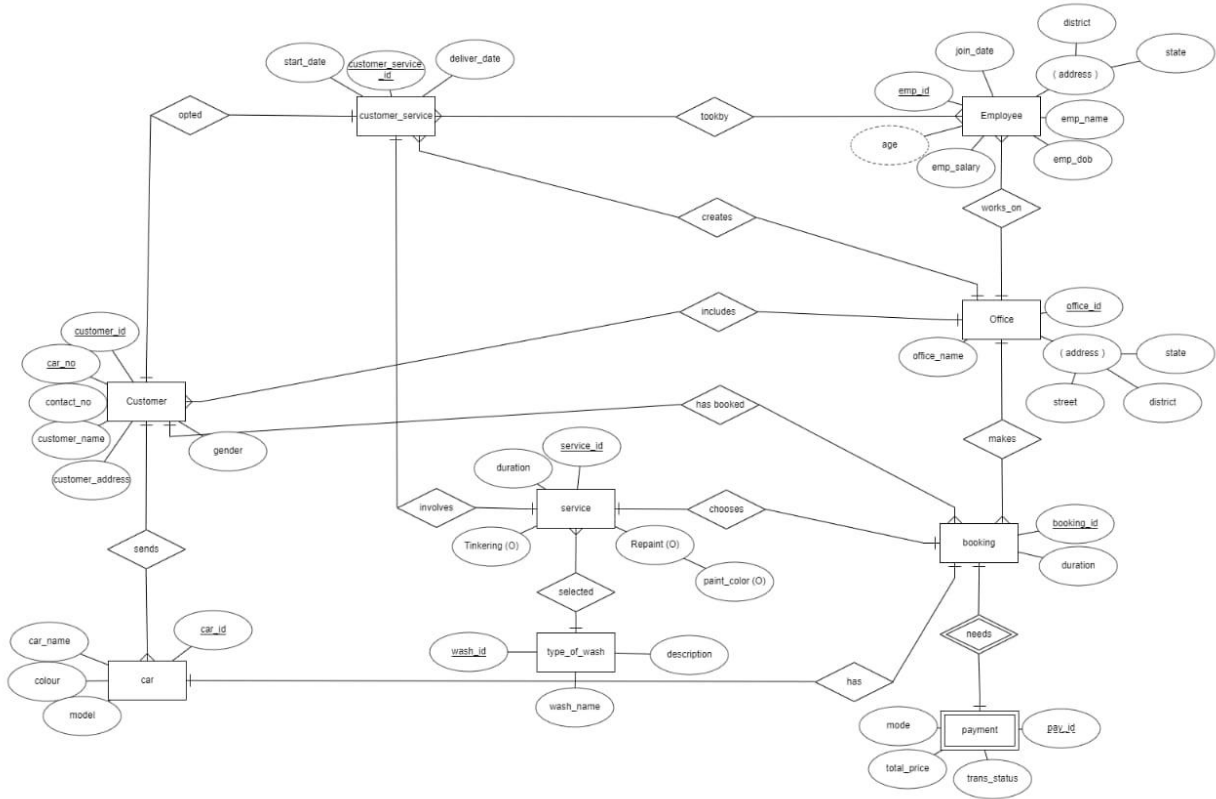 district
join_date
state
start_date
customer_service
_id
deliver_date
( address )
emp_id
opted
customer_service
tookby
Employee
emp_name
age
emp_salary
emp_dob
creates
works_on
customer_id
includes
Office
office_id
car_no
office_name
( address )
state
Customer
contact_no
has booked
street
district
customer_name
gender
customer_address
service_id
makes
duration
involves
service
chooses
booking_id
Tinkering (O)
Repaint (O)
booking
duration
sends
paint_color (O)
selected
car_name
car_id
wash_id
type_of_wash
description
needs
colour
car
has
model
wash_name
mode
payment
pay_id
total_price
trans_status